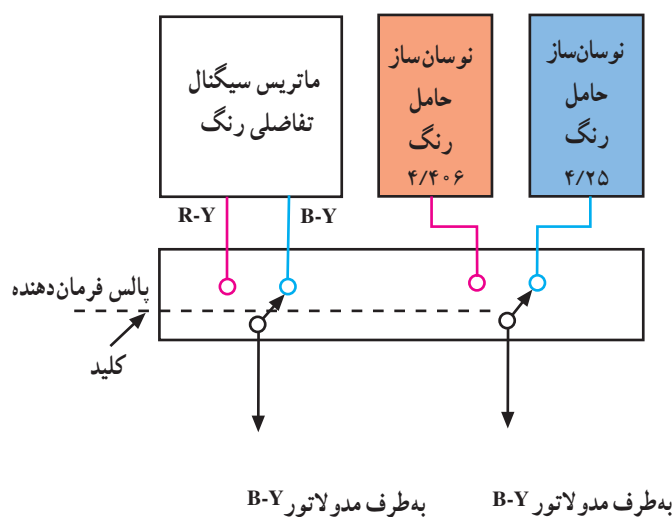 ماتریس سیگنال
تفاضلی رنگ
نوسان‌ساز
حامل
رنگ
۴/۴۰۶
نوسان‌ساز
حامل
رنگ
۴/۲۵
R-Y
B-Y
پالس فرمان‌دهنده
کلید
به‌طرف مدولاتور B-Y
به‌طرف مدولاتور B-Y